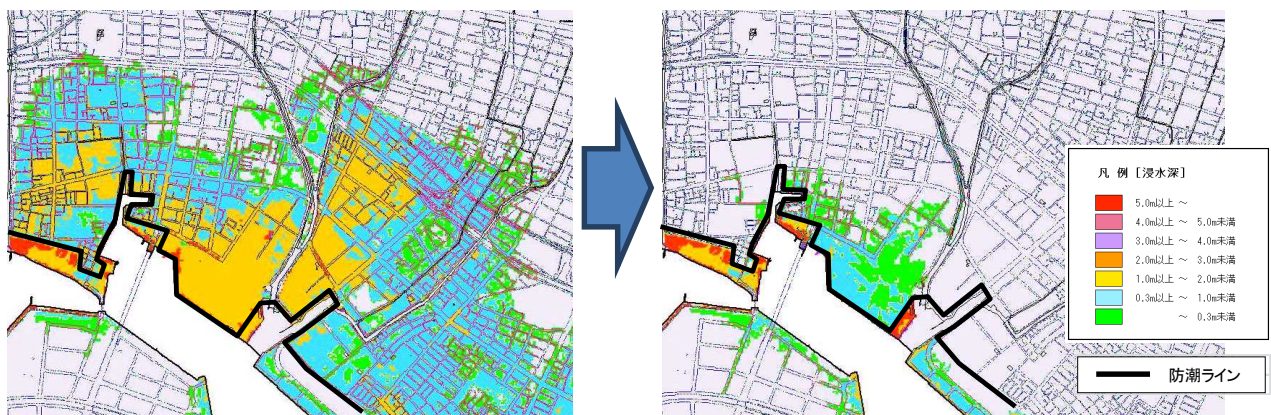 凡 例 [浸水深]
5.0m以上 ～
4.0m以上 ～ 5.0m未満
3.0m以上 ～ 4.0m未満
2.0m以上 ～ 3.0m未満
1.0m以上 ～ 2.0m未満
0.3m以上 ～ 1.0m未満
～ 0.3m未満
防潮ライン